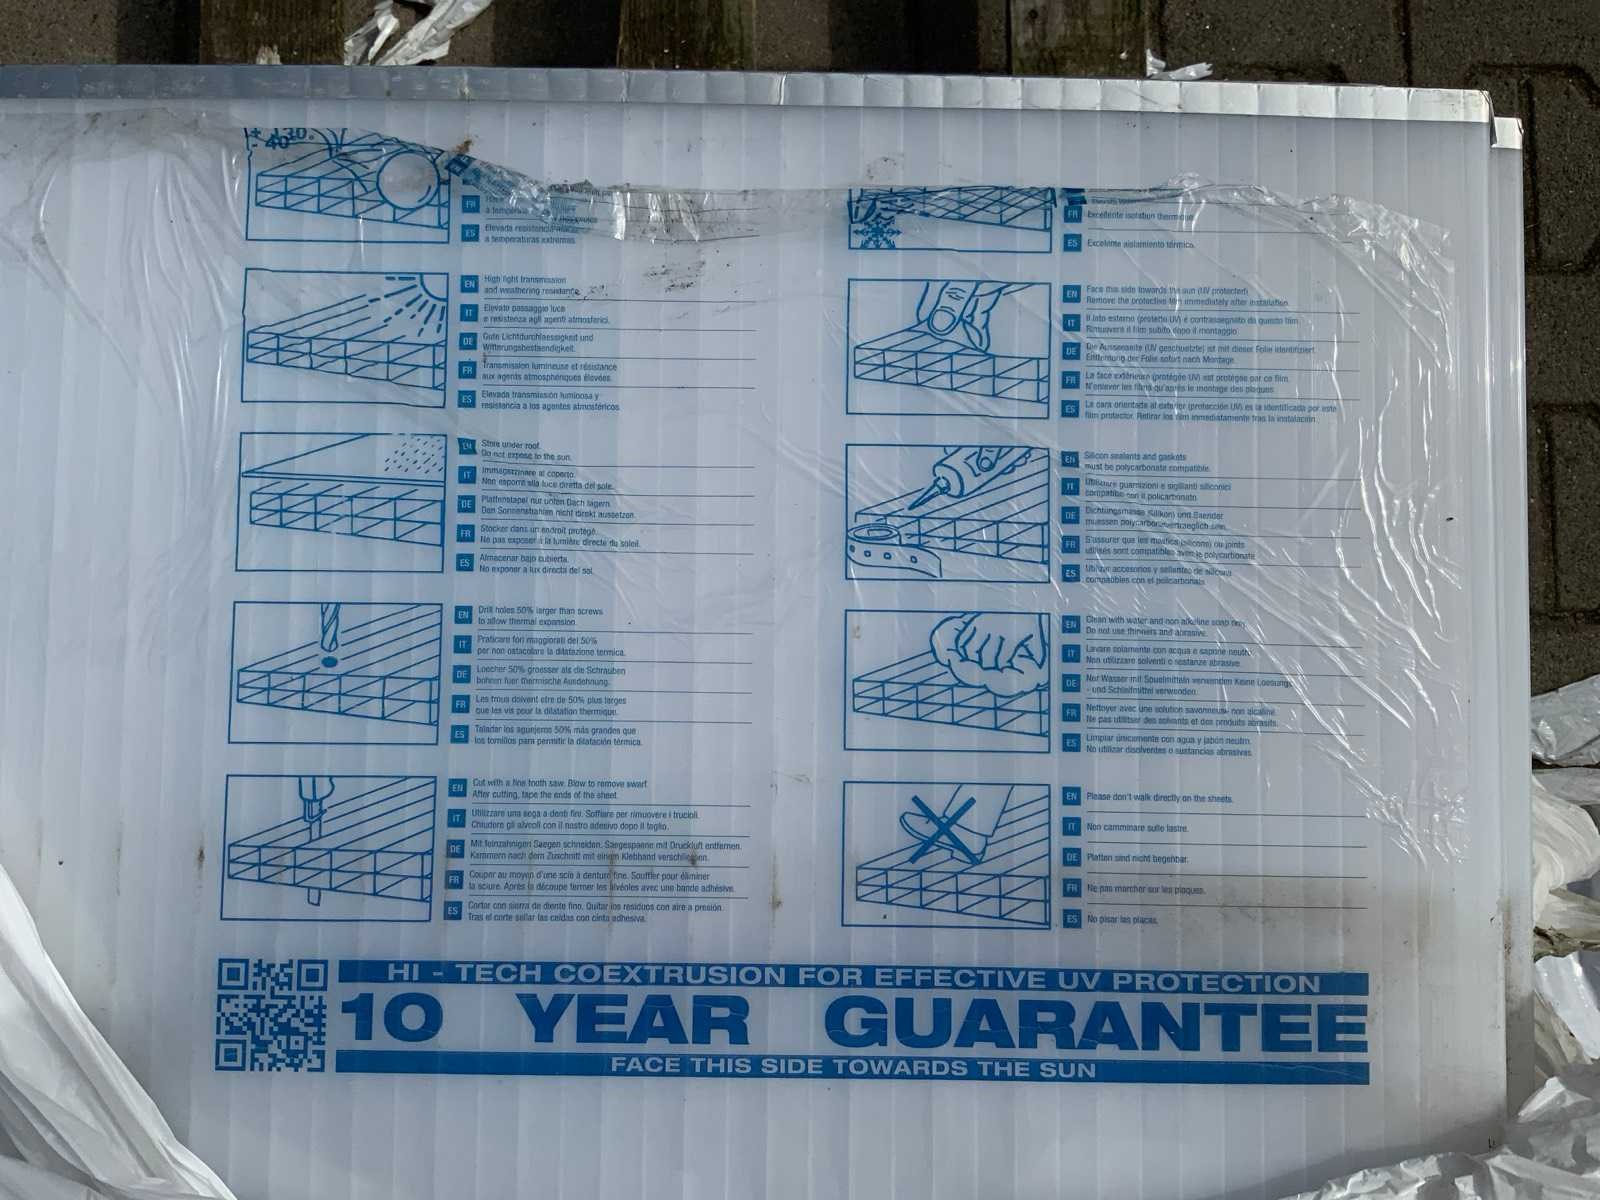 + 120°
- 40°
FR
a température
ES Elevada resistencia
a temperaturas extremas.
EN High light transmission
and weathering resistance.
IT Elevato passaggio luce
e resistenza agli agenti atmosferici.
DE Gute Lichtdurchlaessigkeit und
Witterungsbestaendigkeit.
FR Transmission lumineuse et résistance
aux agents atmosphériques élevées.
ES Elevada transmisión luminosa y
resistencia a los agentes atmosféricos.
EN Store under roof.
Do not expose to the sun.
IT Immagazzinare al coperto.
Non esporre alla luce diretta del sole.
DE Plattenstapel nur unter Dach lagern.
Den Sonnenstrahlen nicht direkt aussetzen.
FR Stocker dans un endroit protégé.
Ne pas exposer à la lumière directe du soleil.
ES Almacenar bajo cubierta.
No exponer a lux directa del sol.
EN Drill holes 50% larger than screws
to allow thermal expansion.
IT Praticare fori maggiorati del 50%
per non ostacolare la dilatazione termica.
DE Loecher 50% groesser als die Schrauben
bohren fuer thermische Ausdehnung.
FR Les trous doivent etre de 50% plus larges
que les vis pour la dilatation thermique.
ES Taladar los agujeros 50% más grandes que
los tornillos para permitir la dilatación térmica.
EN Cut with a fine tooth saw. Blow to remove swarf.
After cutting, tape the ends of the sheet.
IT Utilizzare una sega a denti fini. Soffiare per rimuovere i trucioli.
Chiudere gli alveoli con il nastro adesivo dopo il taglio.
DE Mit feinzahnigen Saegen schneiden. Saegespaene mit Druckluft entfernen.
Kammern nach dem Zuschnitt mit einem Klebband verschliessen.
FR Couper au moyen d'une scie à denture fine. Souffler pour éliminer
la sciure. Après la découpe fermer les alvéoles avec une bande adhésive.
ES Cortar con sierra de diente fino. Quitar los residuos con aire a presión.
Tras el corte sellar las celdas con cinta adhesiva.
FR Excellente isolation thermique.
ES Excelente aislamiento térmico.
EN Face this side towards the sun (UV protected)
Remove the protective film immediately after installation.
IT Il lato esterno (protetto UV) é contrassegnato da questo film.
Rimuovere il film subito dopo il montaggio.
DE Die Aussenseite (UV geschuetzte) ist mit dieser Folie identifiziert.
Entfernung der Folie sofort nach Montage.
FR La face extérieure (protégée UV) est protégée par ce film.
N'enlever les films qu'après le montage des plaques.
ES La cara orientada al exterior (protección UV) es la identificada por este
film protector. Retirar los film immediatamente tras la instalación.
EN Silicon sealants and gaskets
must be polycarbonate compatible.
IT Utilizzare guarnizioni e sigillanti siliconici
compatibili con il policarbonato.
DE Dichtungsmasse (Silikon) und Baender
muessen polycarbonvertraeglich sein.
FR S'assurer que les mastics (silicone) ou joints
utilisés sont compatibles avec le polycarbonate.
ES Utilizar accesorios y sellantes de silicona
compatibles con el policarbonato.
EN Clean with water and non alkaline soap only.
Do not use thinners and abrasive.
IT Lavare solamente con acqua e sapone neutro.
Non utilizzare solventi o sostanze abrasive.
DE Nur Wasser mit Spuelmitteln verwenden Keine Loesungs
- und Schleifmittel verwenden.
FR Nettoyer avec une solution savonneuse non alcaline.
Ne pas utiliser des solvants et des produits abrasifs.
ES Limpiar únicamente con agua y jabón neutro.
No utilizar disolventes o sustancias abrasivas.
EN Please don't walk directly on the sheets.
IT Non camminare sulle lastre.
DE Platten sind nicht begehbar.
FR Ne pas marcher sur les plaques.
ES No pisar las placas.
HI - TECH COEXTRUSION FOR EFFECTIVE UV PROTECTION
10 YEAR GUARANTEE
FACE THIS SIDE TOWARDS THE SUN